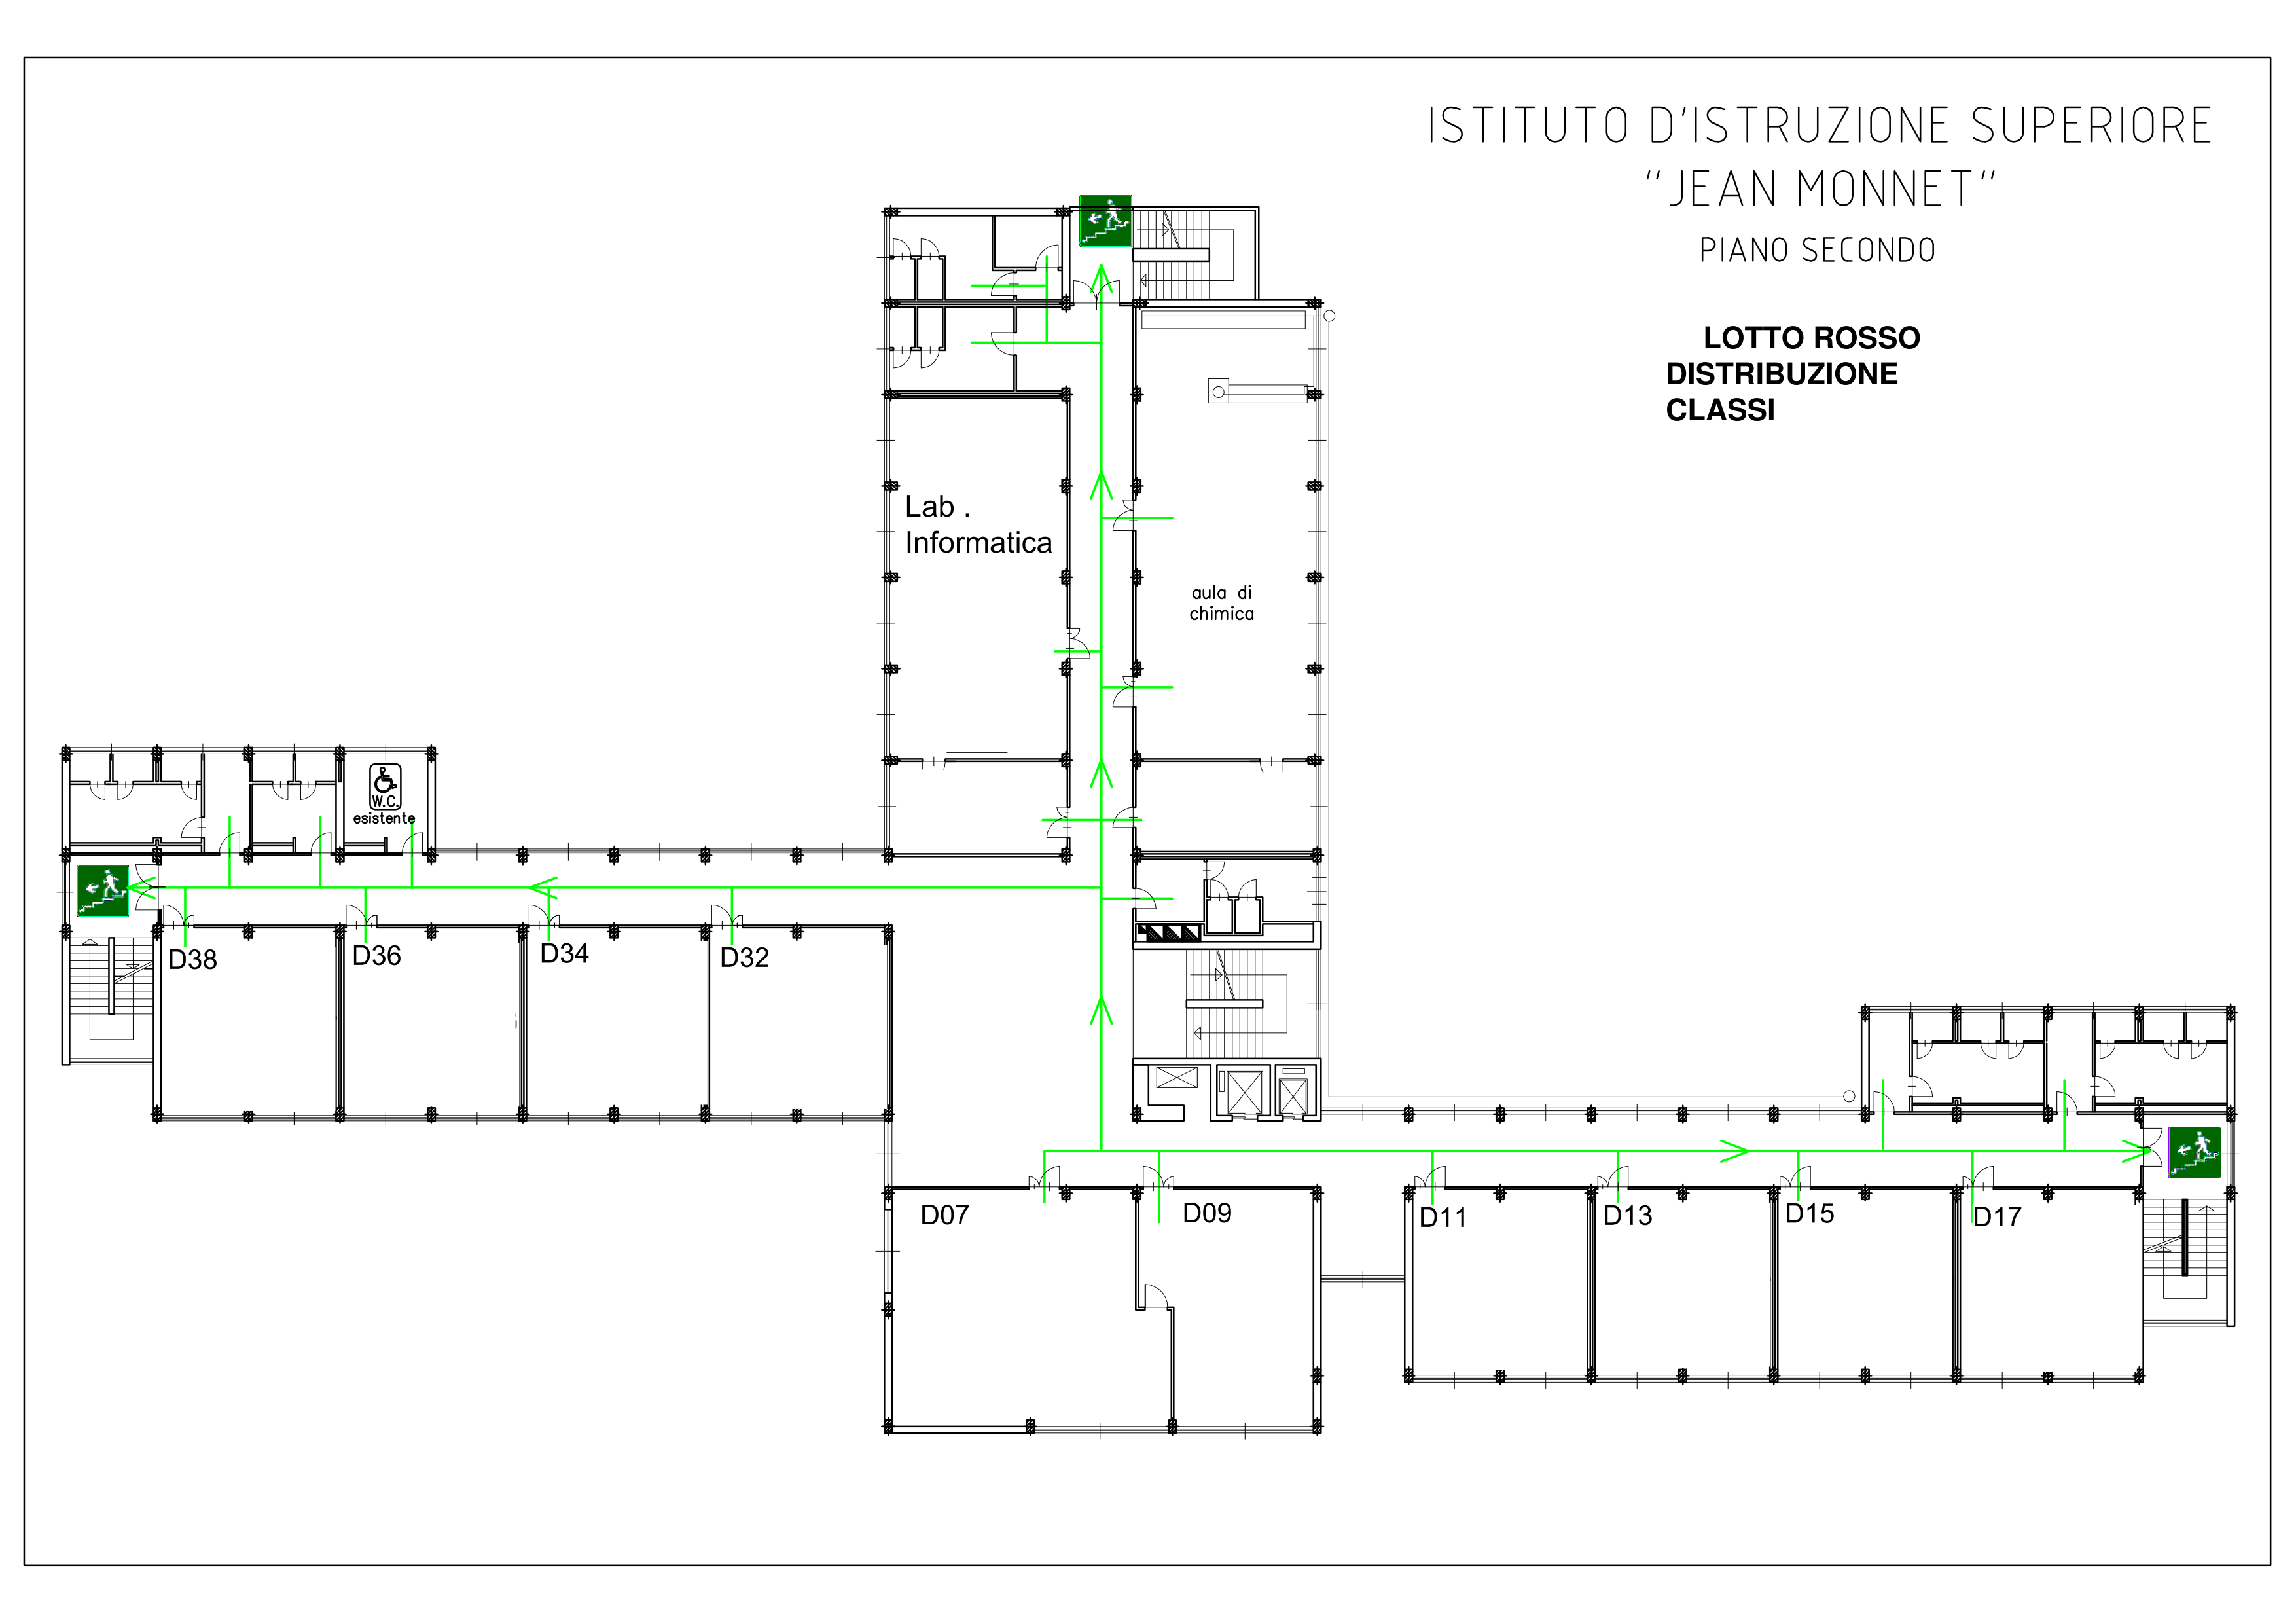 ISTITUTO D'ISTRUZIONE SUPERIORE
"JEAN MONNET"
PIANO SECONDO
LOTTO ROSSO
DISTRIBUZIONE
CLASSI
Lab .
Informatica
aula di
chimica
W.C.
esistente
D38
D36
D34
D32
D07
D09
D11
D13
D15
D17